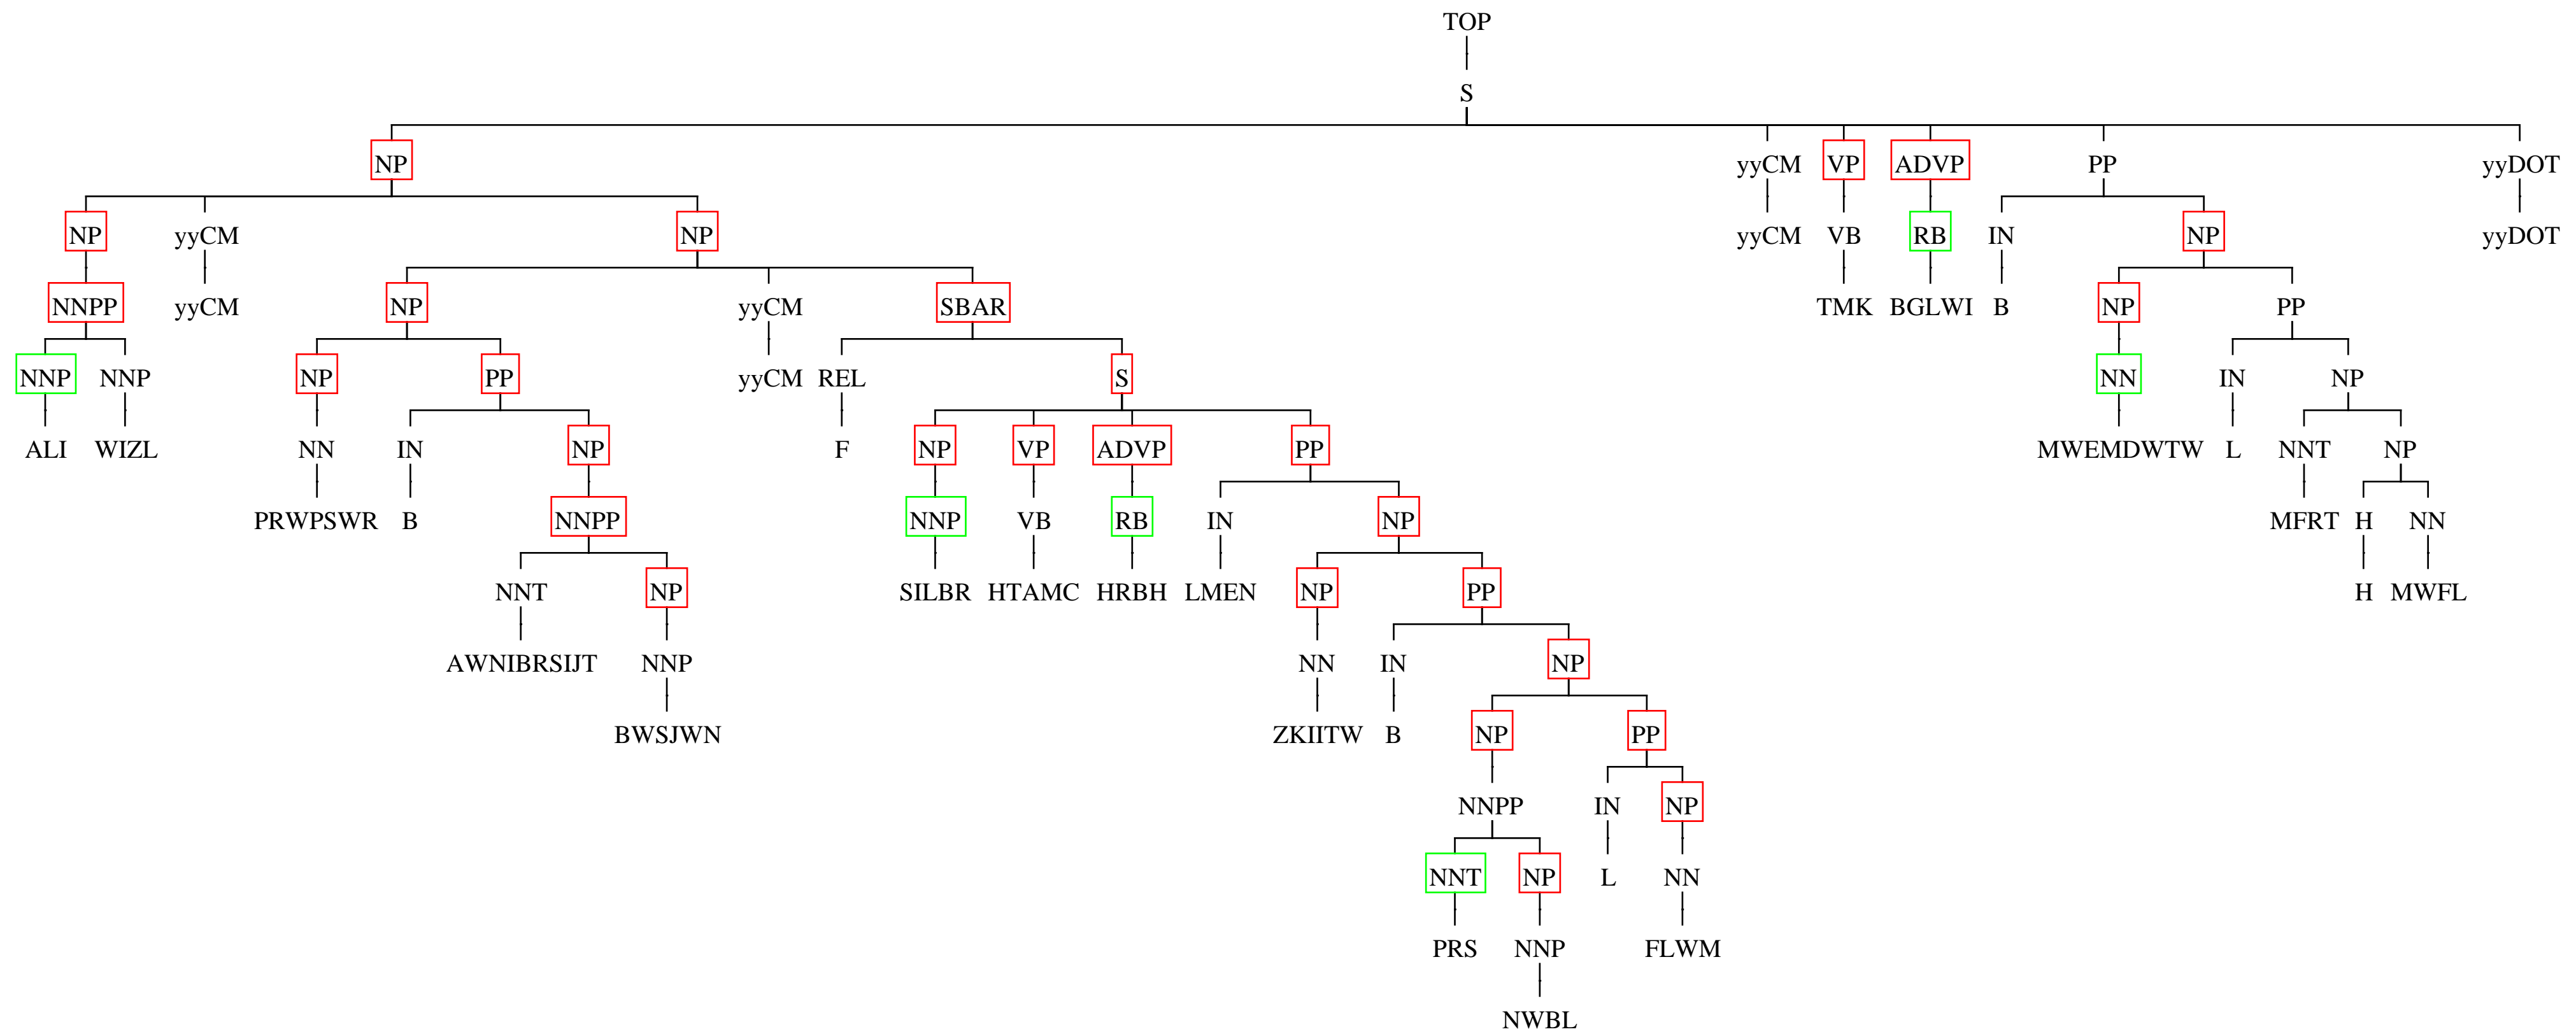 TOP
S
NP yyCM VP ADVP PP yyDOT
NP yyCM NP yyCM VB RB IN NP yyDOT
NNPP yyCM NP yyCM SBAR TMK BGLWI B NP PP
NNP NNP NP PP yyCM REL S NN IN NP
ALI WIZL NN IN NP F NP VP ADVP PP MWEMDWTW L NNT NP
PRWPSWR B NNPP NNP VB RB IN NP MFRT H NN
NNT NP SILBR HTAMC HRBH LMEN NP PP H MWFL
AWNIBRSIJT NNP NN IN NP
BWSJWN ZKIITW B NP PP
NNPP IN NP
NNT NP L NN
PRS NNP FLWM
NWBL